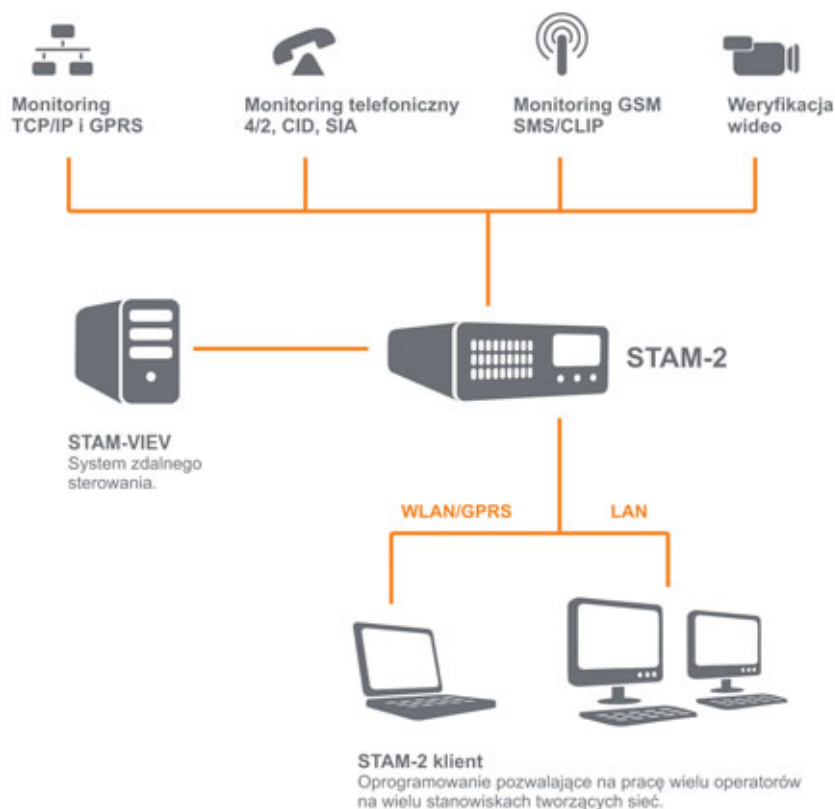 Monitoring
TCP/IP i GPRS
Monitoring telefoniczny
4/2, CID, SIA
Monitoring GSM
SMS/CLIP
Weryfikacja
wideo
STAM-2
STAM-VIEV
System zdalnego
sterowania.
WLAN/GPRS
LAN
STAM-2 klient
Oprogramowanie pozwalające na pracę wielu operatorów
na wielu stanowiskach tworzących sieć.